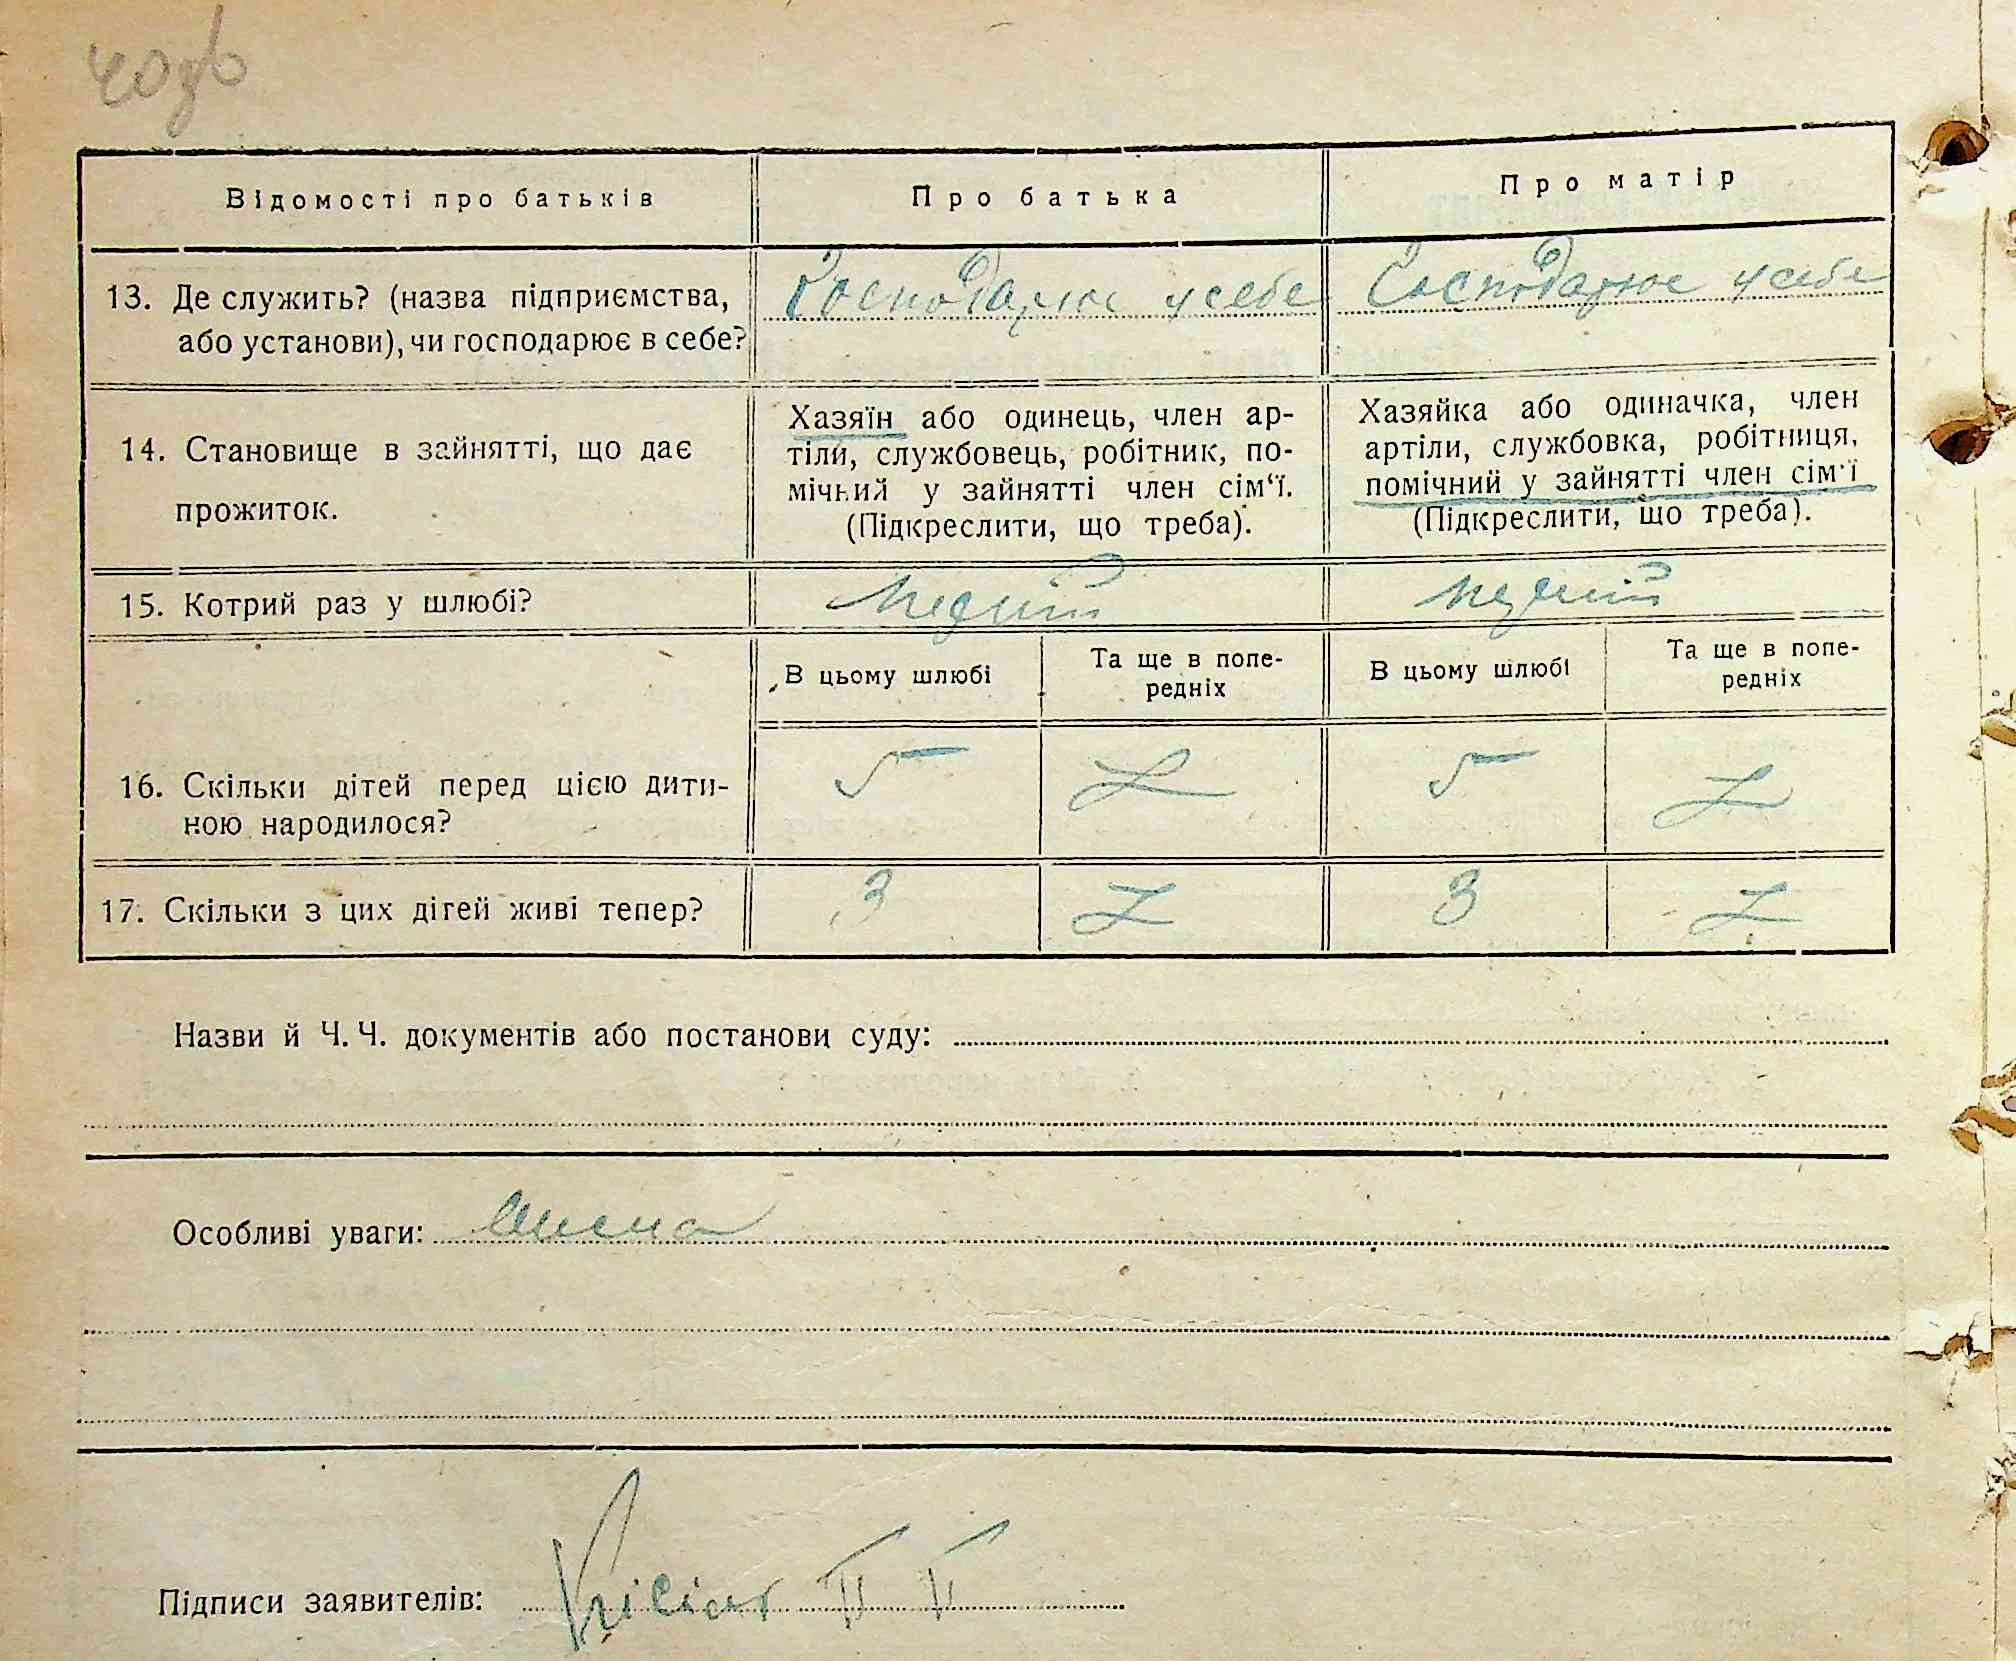 Відомості про батьків Про батька Про матір
13. Де служить? (назва підприємства, або установи), чи господарює в себе?
Господарює у себе
Господарює у себе
14. Становище в зайнятті, що дає прожиток.
Хазяїн або одинець, член ар-
тіли, службовець, робітник, по-
мічний у зайнятті член сім‘ї.
(Підкреслити, що треба).
Хазяйка або одиначка, член
артіли, службовка, робітниця,
помічний у зайнятті член сім‘ї
(Підкреслити, що треба).
15. Котрий раз у шлюбі?
В цьому шлюбі Та ще в попе-
редніх В цьому шлюбі Та ще в попе-
редніх
16. Скільки дітей перед цією дити-
ною народилося?
5 5
17. Скільки з цих дітей живі тепер? 3 3
Назви й Ч. Ч. документів або постанови суду:
Особливі уваги:
Підписи заявителів: